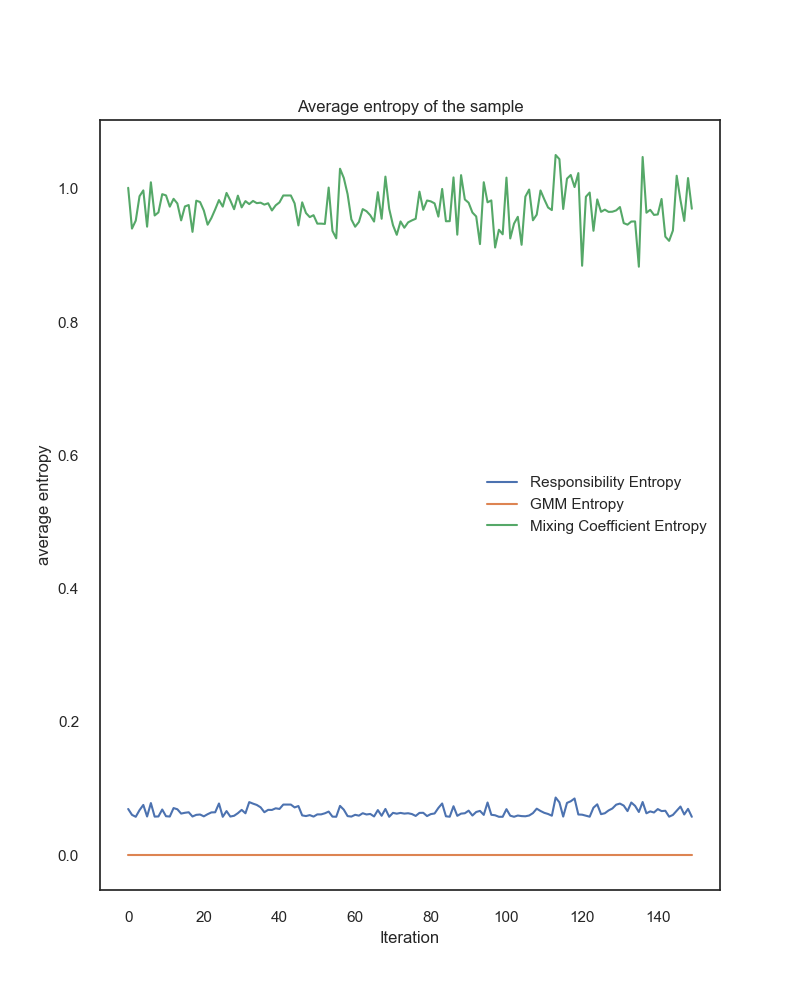 Average entropy of the sample
1.0
0.8
0.6
0.4
0.2
0.0
average entropy
Responsibility Entropy
GMM Entropy
Mixing Coefficient Entropy
0 20 40 60 80 100 120 140
Iteration